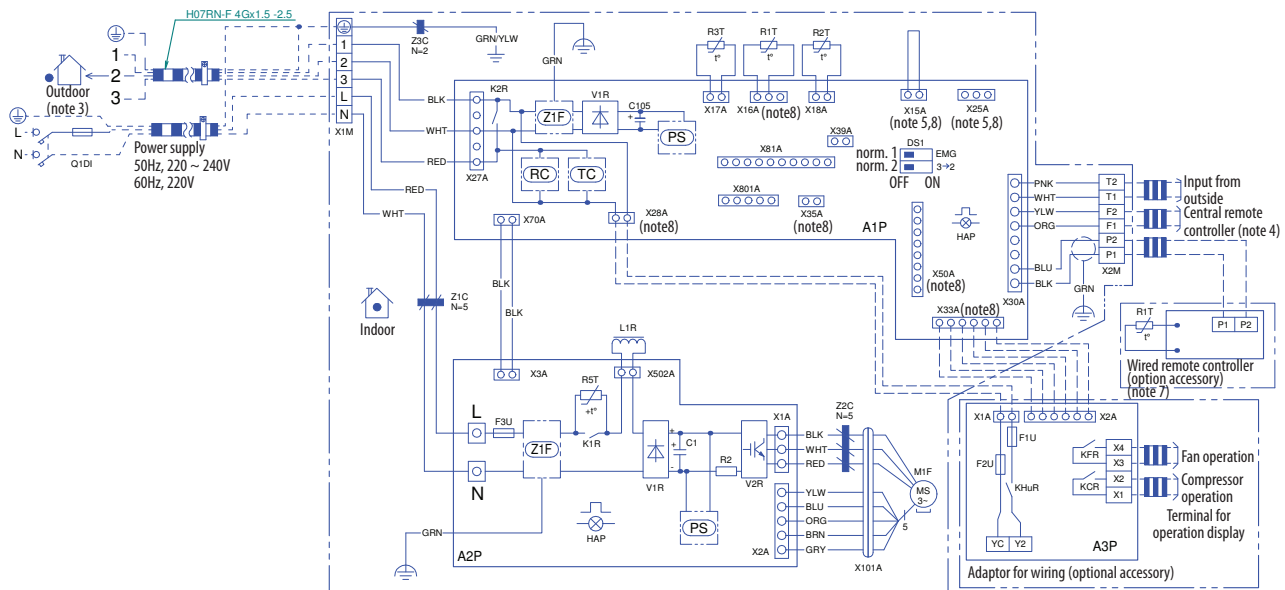 H07RN-F 4Gx1.5 -2.5
1
2
3
Outdoor
(note 3)
L
N
Q1DI
Power supply
50Hz, 220 ~ 240V
60Hz, 220V
1
2
3
L
N
X1M
Z3C
N=2
GRN/YLW
GRN
R3T
t°
R1T
t°
R2T
t°
X17A
X16A
(note8)
X18A
X15A
(note 5,8)
X25A
(note 5,8)
K2R
BLK
WHT
RED
X27A
Z1F
V1R
C105
+
PS
RC
TC
X39A
X81A
X801A
X35A
(note8)
DS1
norm. 1
norm. 2
EMG
3→2
OFF ON
HAP
A1P
X70A
X28A
(note8)
X50A
(note8)
X33A (note8)
X30A
PNK
WHT
YLW
ORG
BLU
BLK
GRN
T2
T1
F2
F1
P2
P1
X2M
Input from
outside
Central remote
controller (note 4)
R1T
t°
P1 P2
Wired remote controller
(option accessory)
(note 7)
RED
WHT
Z1C
N=5
Indoor
BLK
BLK
L1R
X3A
X502A
R5T
+t°
K1R
L
N
F3U
Z1F
V1R
+
-
+
C1
R2
V2R
PS
HAP
GRN
A2P
X1A
BLK
WHT
RED
Z2C
N=5
YLW
BLU
ORG
BRN
GRY
X2A
X101A
5
M1F
MS
3~
X1A
X2A
F1U
F2U
KHuR
YC Y2
KFR
KCR
X4
X3
X2
X1
A3P
Fan operation
Compressor
operation
Terminal for
operation display
Adaptor for wiring (optional accessory)